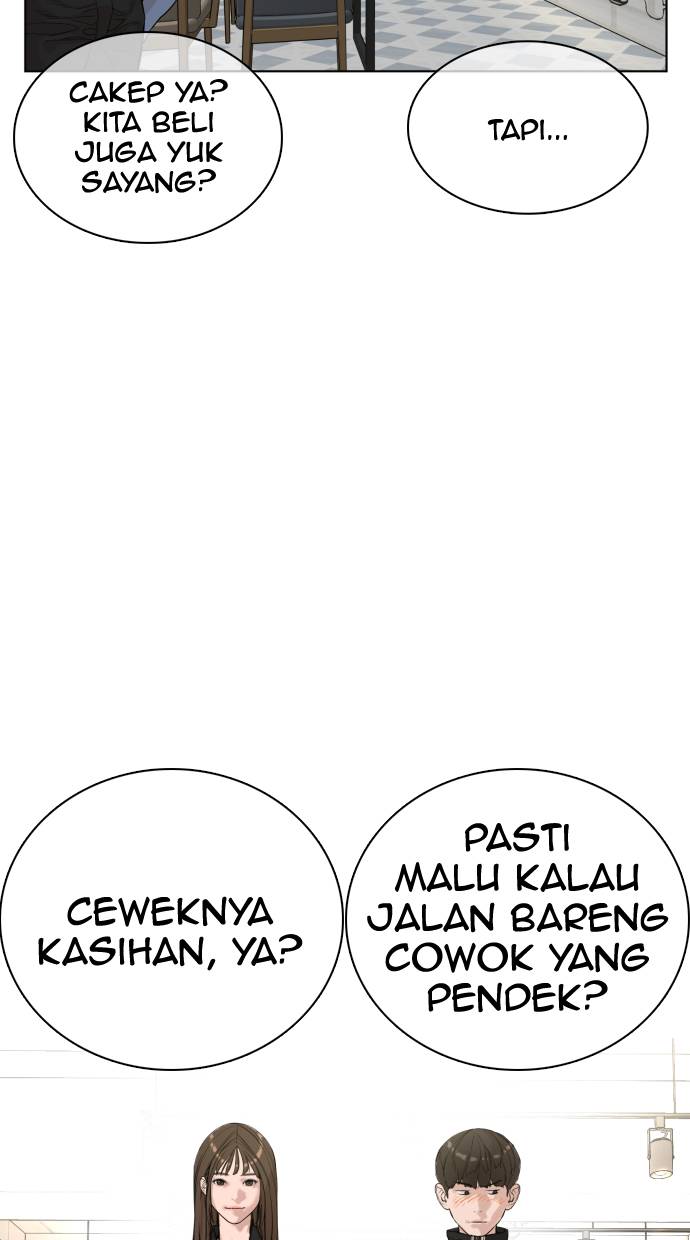 CAKEP YA?
KITA BELI
JUGA YUK
SAYANG?
TAPI...
CEWEKNYA
KASIHAN, YA?
PASTI
MALU KALAU
JALAN BARENG
COWOK YANG
PENDEK?